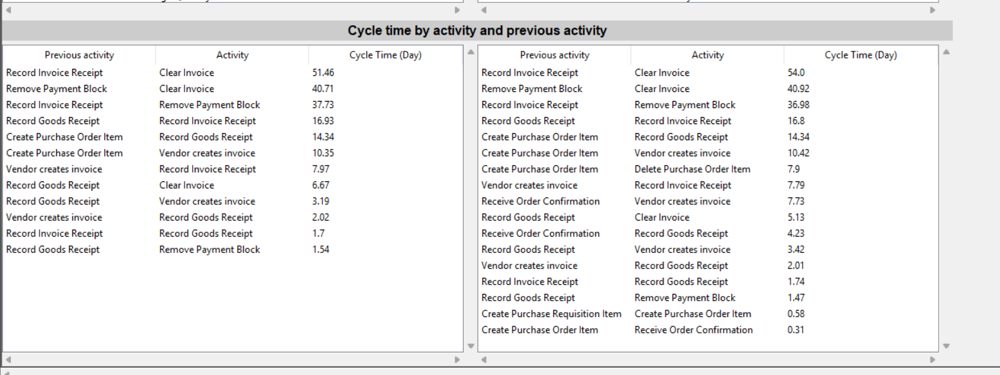 Cycle time by activity and previous activity
Previous activity Activity Cycle Time (Day)
Record Invoice Receipt Clear Invoice 51.46
Remove Payment Block Clear Invoice 40.71
Record Invoice Receipt Remove Payment Block 37.73
Record Goods Receipt Record Invoice Receipt 16.93
Create Purchase Order Item Record Goods Receipt 14.34
Create Purchase Order Item Vendor creates invoice 10.35
Vendor creates invoice Record Invoice Receipt 7.97
Record Goods Receipt Clear Invoice 6.67
Record Goods Receipt Vendor creates invoice 3.19
Vendor creates invoice Record Goods Receipt 2.02
Record Invoice Receipt Record Goods Receipt 1.7
Record Goods Receipt Remove Payment Block 1.54
Previous activity Activity Cycle Time (Day)
Record Invoice Receipt Clear Invoice 54.0
Remove Payment Block Clear Invoice 40.92
Record Invoice Receipt Remove Payment Block 36.98
Record Goods Receipt Record Invoice Receipt 16.8
Create Purchase Order Item Record Goods Receipt 14.34
Create Purchase Order Item Vendor creates invoice 10.42
Create Purchase Order Item Delete Purchase Order Item 7.9
Vendor creates invoice Record Invoice Receipt 7.79
Receive Order Confirmation Vendor creates invoice 7.73
Record Goods Receipt Clear Invoice 5.13
Receive Order Confirmation Record Goods Receipt 4.23
Record Goods Receipt Vendor creates invoice 3.42
Vendor creates invoice Record Goods Receipt 2.01
Record Invoice Receipt Record Goods Receipt 1.74
Record Goods Receipt Remove Payment Block 1.47
Create Purchase Requisition Item Create Purchase Order Item 0.58
Create Purchase Order Item Receive Order Confirmation 0.31